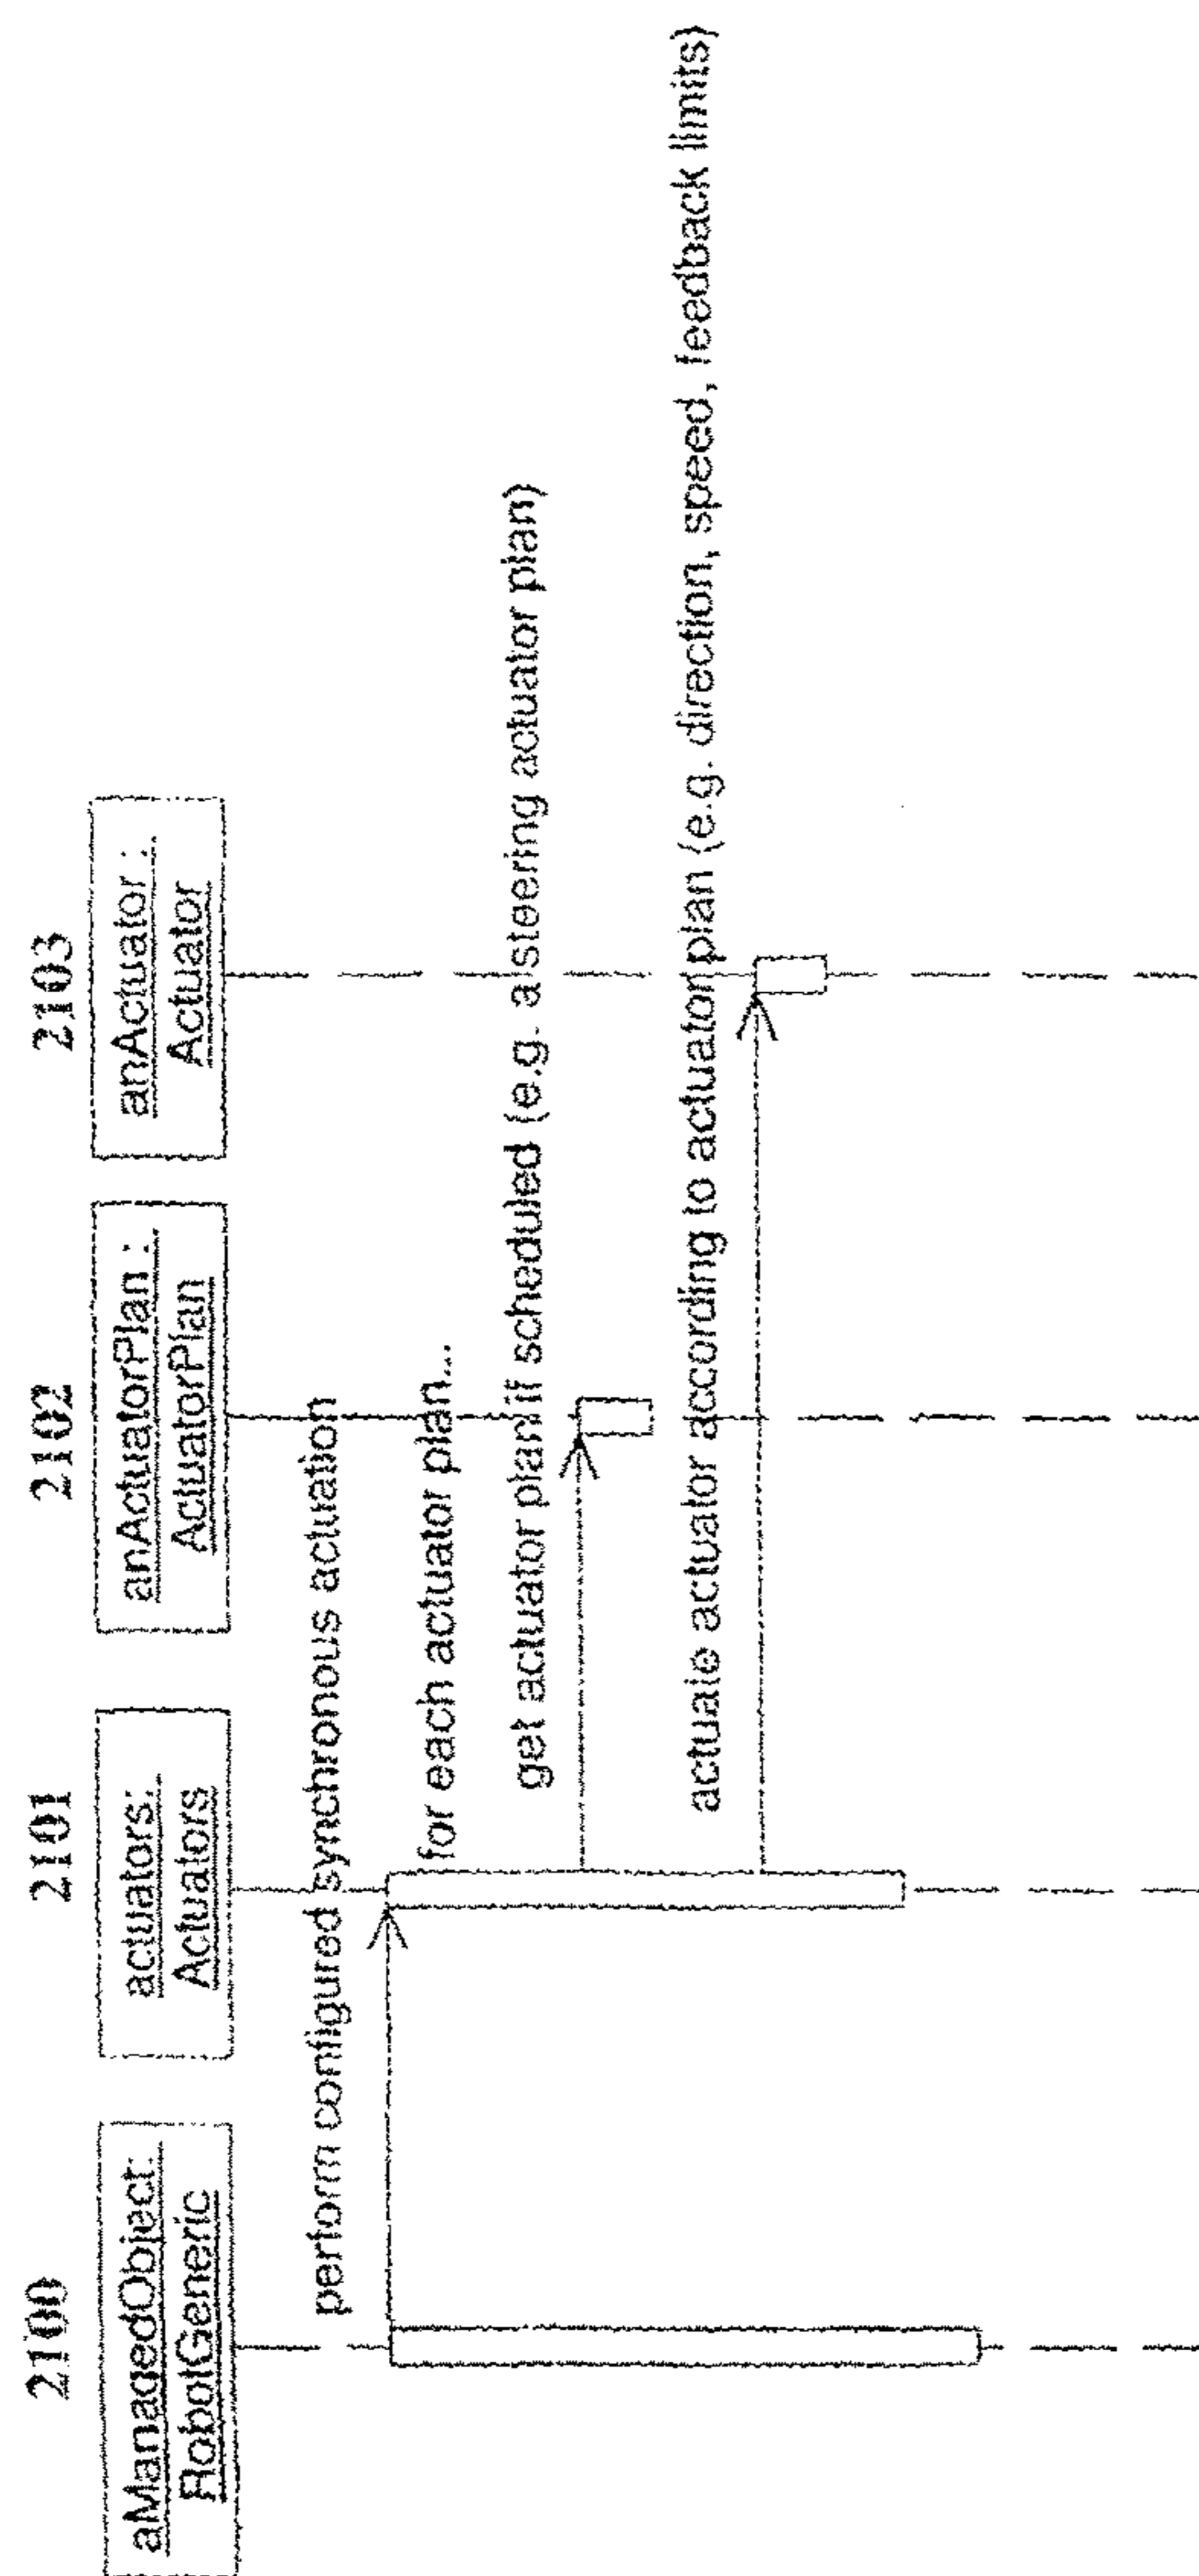 2100
2101
2102
2103
aManagedObject:
RobotGeneric
actuators:
Actuators
anActuatorPlan :
ActuatorPlan
anActuator :
Actuator
perform configured synchronous actuation
for each actuator plan...
get actuator plan if scheduled (e.g. a steering actuator plan)
actuate actuator according to actuator plan (e.g. direction, speed, feedback limits)